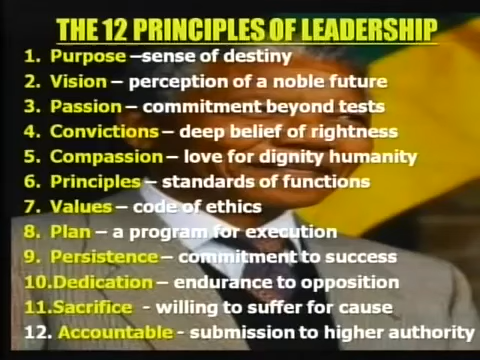 THE 12 PRINCIPLES OF LEADERSHIP
1. Purpose –sense of destiny
2. Vision – perception of a noble future
3. Passion – commitment beyond tests
4. Convictions – deep belief of rightness
5. Compassion – love for dignity humanity
6. Principles – standards of functions
7. Values – code of ethics
8. Plan – a program for execution
9. Persistence – commitment to success
10.Dedication – endurance to opposition
11.Sacrifice - willing to suffer for cause
12. Accountable - submission to higher authority